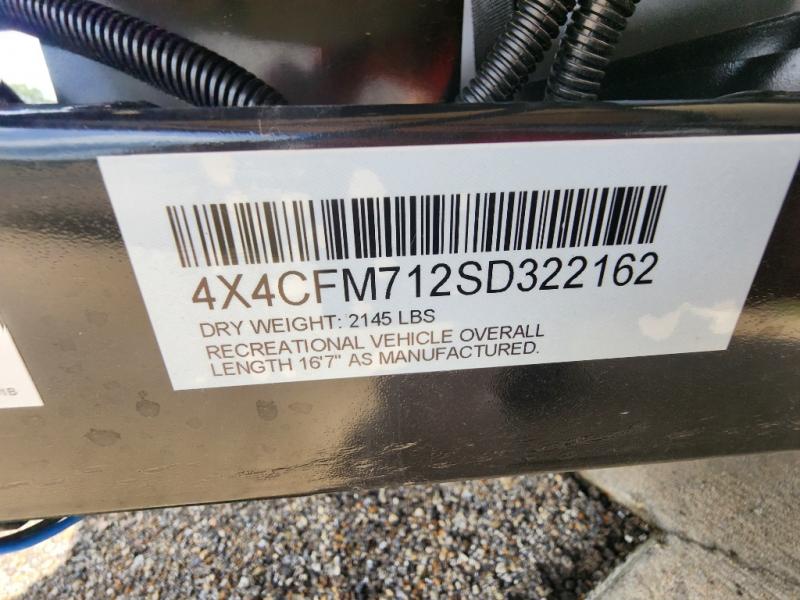 4X4CFM712SD322162
DRY WEIGHT: 2145 LBS
RECREATIONAL VEHICLE OVERALL
LENGTH 16'7" AS MANUFACTURED.